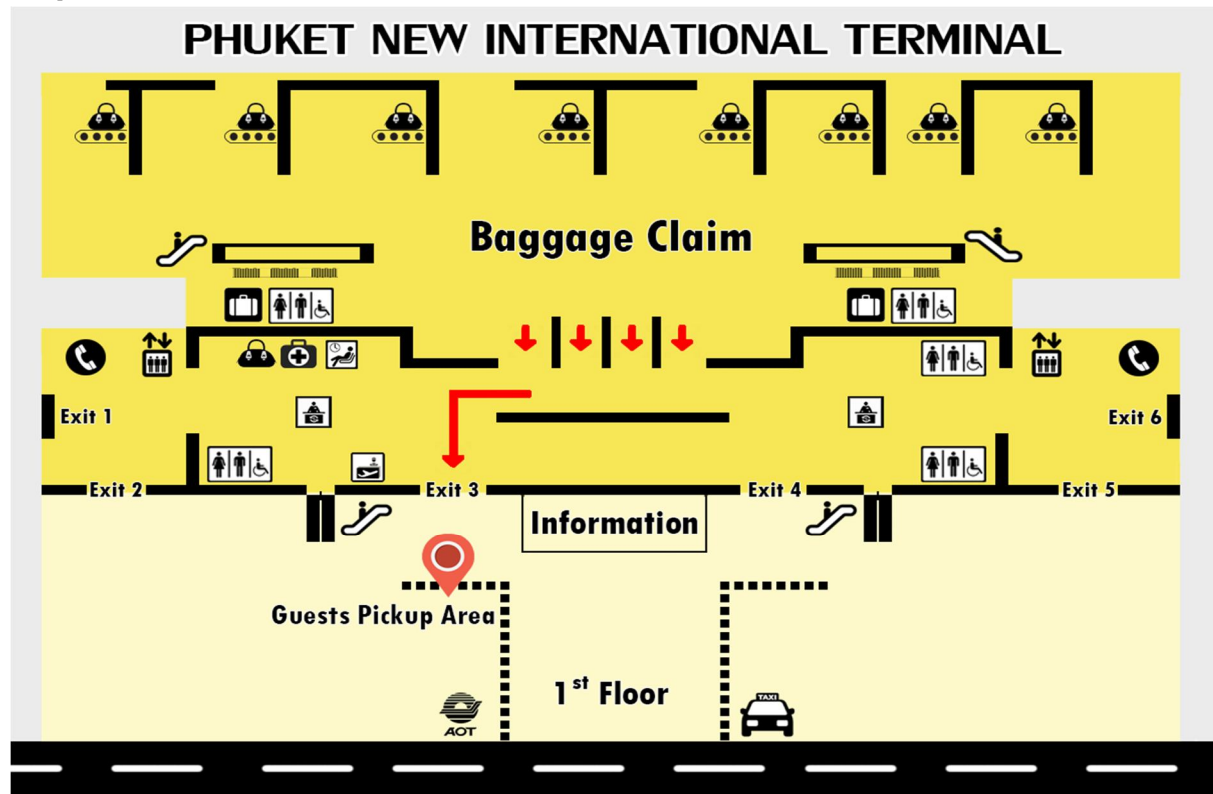 PHUKET NEW INTERNATIONAL TERMINAL
Baggage Claim
Exit 1
Exit 6
Exit 2
Exit 3
Exit 4
Exit 5
Information
Guests Pickup Area
1st Floor
TAXI
AOT